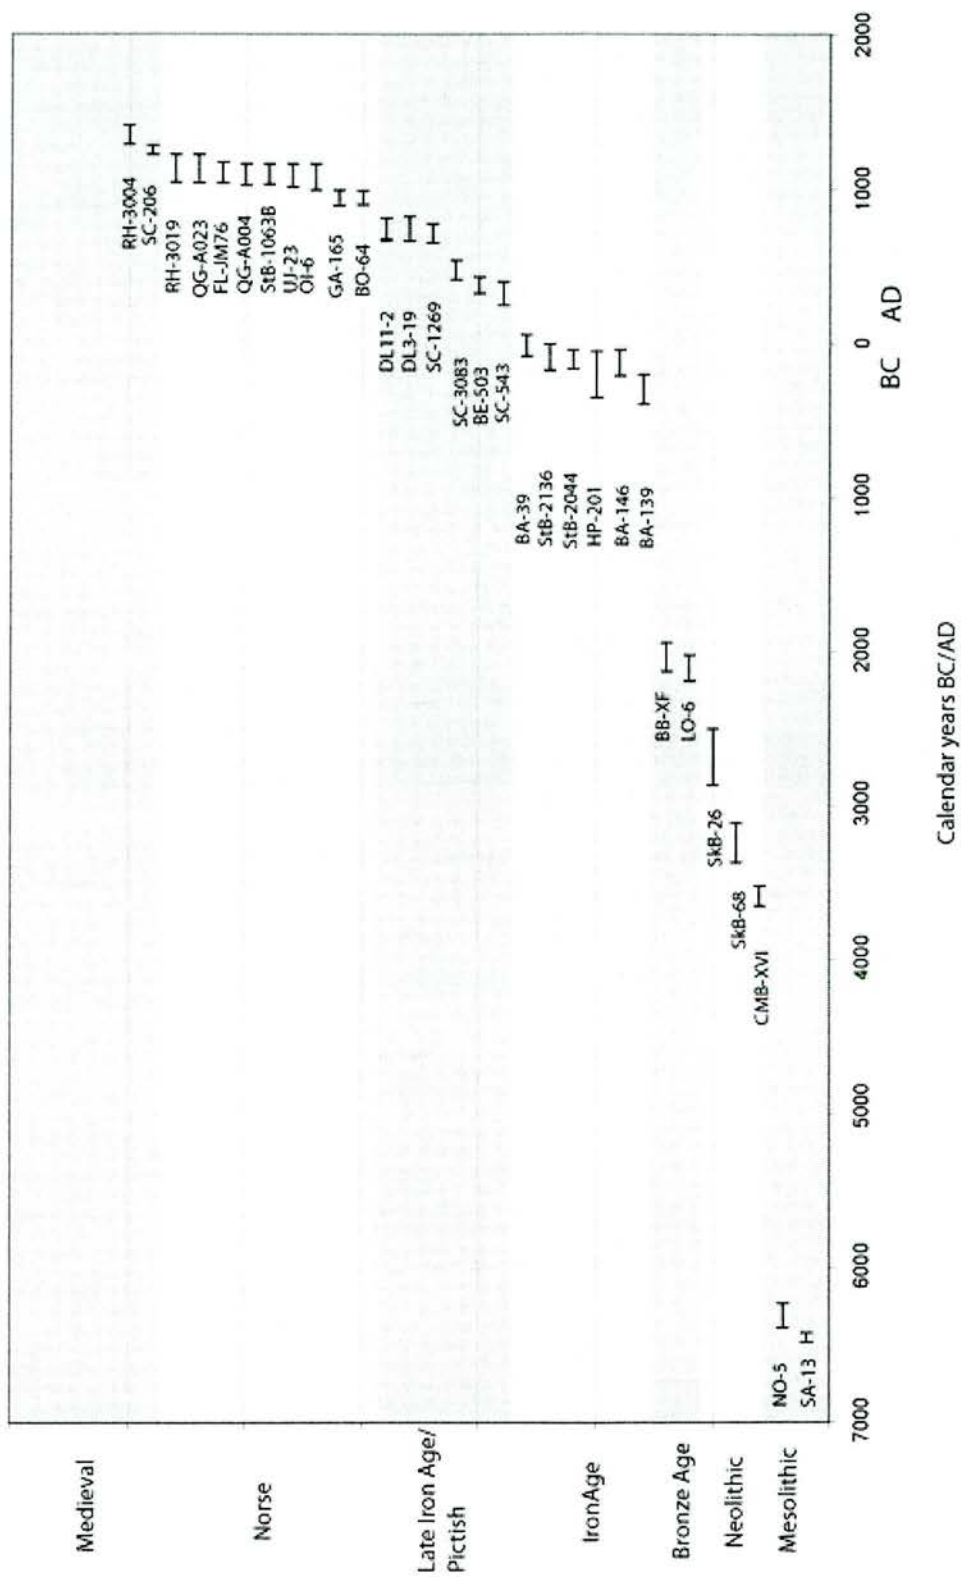 Medieval
Norse
Late Iron Age/
Pictish
IronAge
Bronze Age
Neolithic
Mesolithic
RH-3004
SC-206
RH-3019
QG-A023
FL-JM76
QG-A004
StB-1063B
UJ-23
OI-6
GA-165
BO-64
DL11-2
DL3-19
SC-1269
SC-3083
BE-503
SC-543
BA-39
StB-2136
StB-2044
HP-201
BA-146
BA-139
BB-XF
LO-6
SkB-26
SkB-68
CMB-XVI
NO-5
SA-13
7000 6000 5000 4000 3000 2000 1000 0 1000 2000
BC AD
Calendar years BC/AD